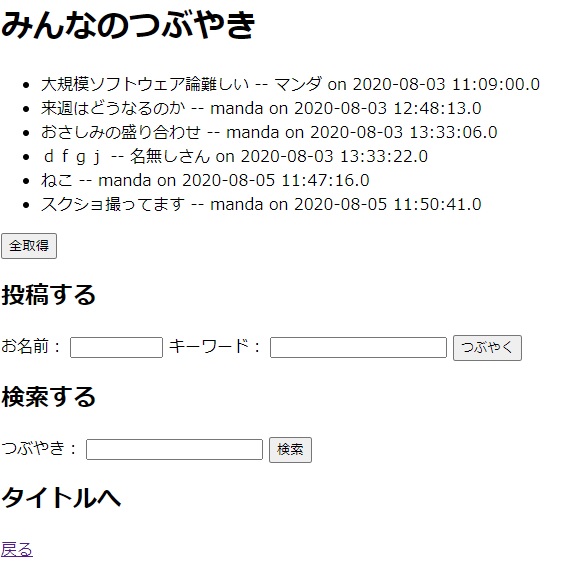 みんなのつぶやき
大規模ソフトウェア論難しい -- マンダ on 2020-08-03 11:09:00.0
来週はどうなるのか -- manda on 2020-08-03 12:48:13.0
おさしみの盛り合わせ -- manda on 2020-08-03 13:33:06.0
ｄｆｇｊ -- 名無しさん on 2020-08-03 13:33:22.0
ねこ -- manda on 2020-08-05 11:47:16.0
スクショ撮ってます -- manda on 2020-08-05 11:50:41.0
全取得
投稿する
お名前： キーワード： つぶやく
検索する
つぶやき： 検索
タイトルへ
戻る